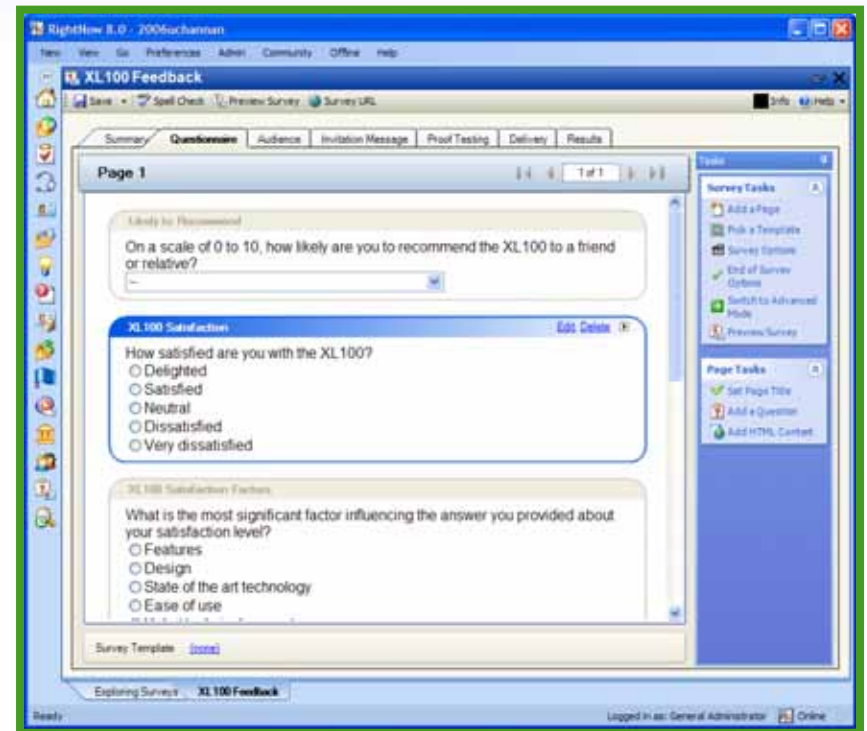 RightNow 8.0 - 2006uchannan
New View Go Preferences Admin Community Offline Help
XL100 Feedback
Save Spell Check Preview Survey Survey URL Info Help
Summary Questionnaire Audience Invitation Message Proof Testing Delivery Results
Page 1 1 of 1
Likely to Recommend
On a scale of 0 to 10, how likely are you to recommend the XL100 to a friend
or relative?
--
XL100 Satisfaction Edit Delete
How satisfied are you with the XL100?
Delighted
Satisfied
Neutral
Dissatisfied
Very dissatisfied
XL100 Satisfaction Factors
What is the most significant factor influencing the answer you provided about
your satisfaction level?
Features
Design
State of the art technology
Ease of use
Survey Template [none]
Tasks
Survey Tasks
Add a Page
Pick a Template
Survey Options
End of Survey
Options
Switch to Advanced
Mode
Preview Survey
Page Tasks
Set Page Title
Add a Question
Add HTML Content
Exploring Surveys XL100 Feedback
Ready Logged in as: General Administrator Online